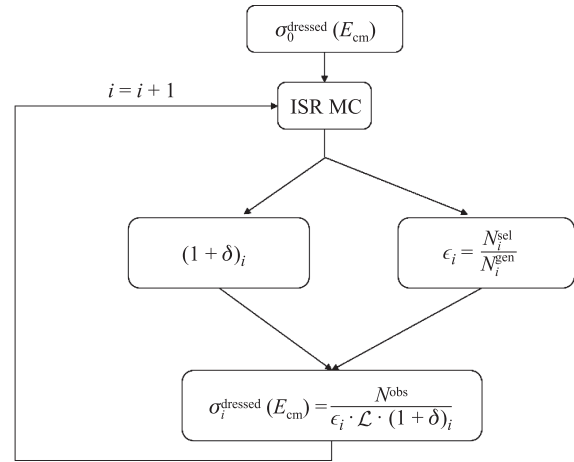 σ₀^dressed (E_cm)
i = i + 1
ISR MC
(1 + δ)_i
ϵ_i = N_i^sel / N_i^gen
σ_i^dressed (E_cm) = N^obs / ϵ_i · ℒ · (1 + δ)_i